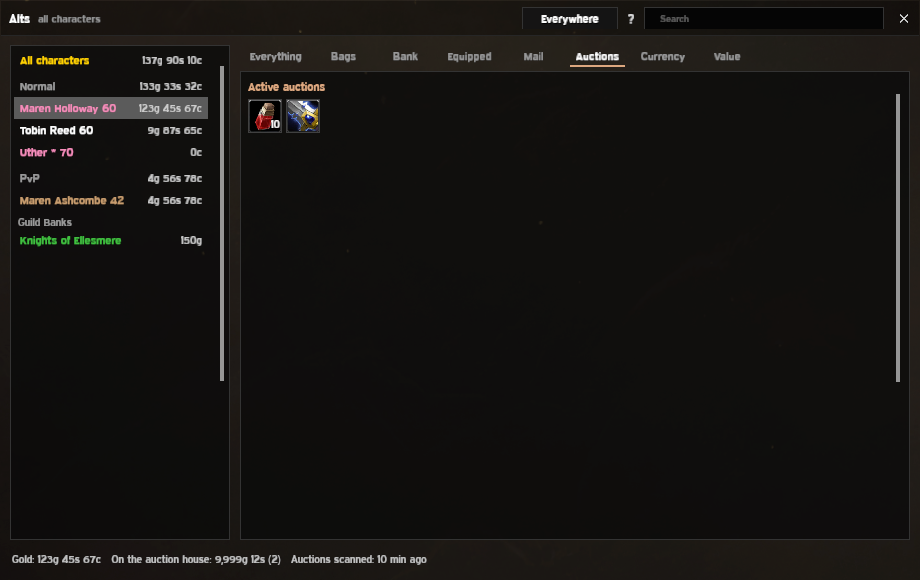 Alts all characters Everywhere ? Search
Everything Bags Bank Equipped Mail Auctions Currency Value
All characters 137g 90s 10c
Normal 133g 33s 32c
Maren Holloway 60 123g 45s 67c
Tobin Reed 60 9g 87s 65c
Uther * 70 0c
PvP 4g 56s 78c
Maren Ashcombe 42 4g 56s 78c
Guild Banks
Knights of Ellesmere 150g
Active auctions
10
Gold: 123g 45s 67c On the auction house: 9,999g 12s (2) Auctions scanned: 10 min ago